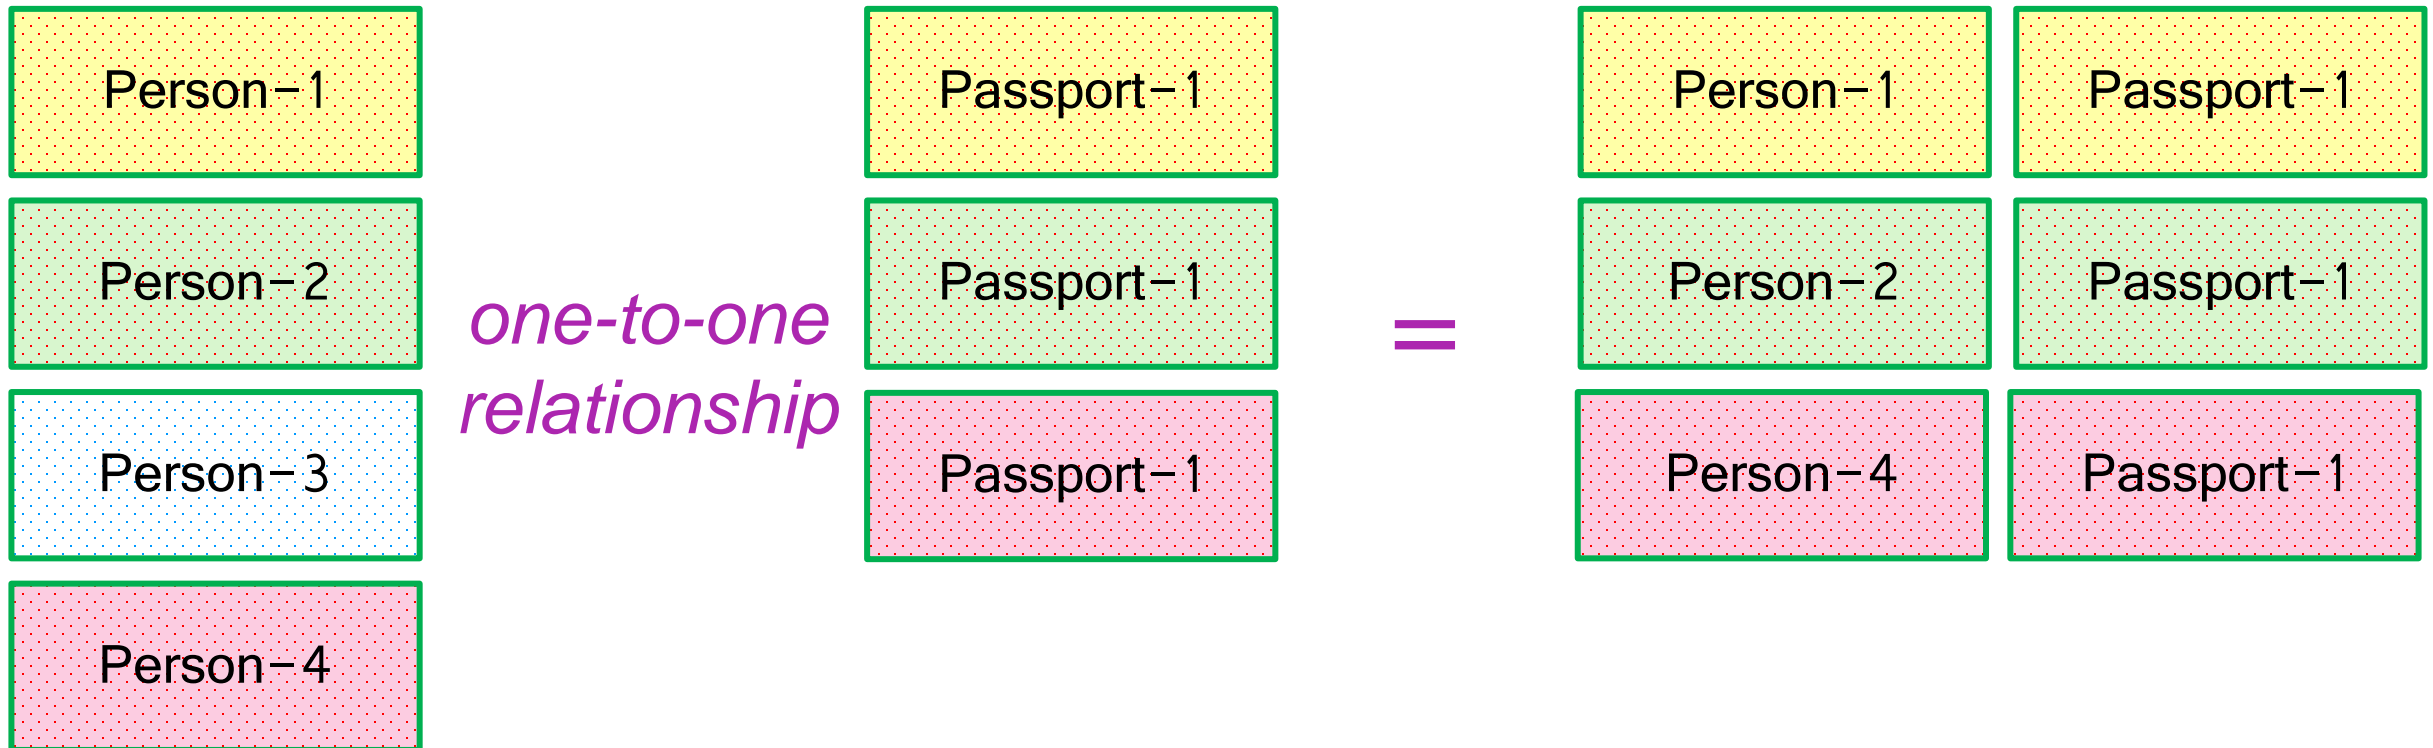 Person-1
Person-2
Person-3
Person-4
one-to-one
relationship
Passport-1
Passport-1
Passport-1
=
Person-1
Passport-1
Person-2
Passport-1
Person-4
Passport-1